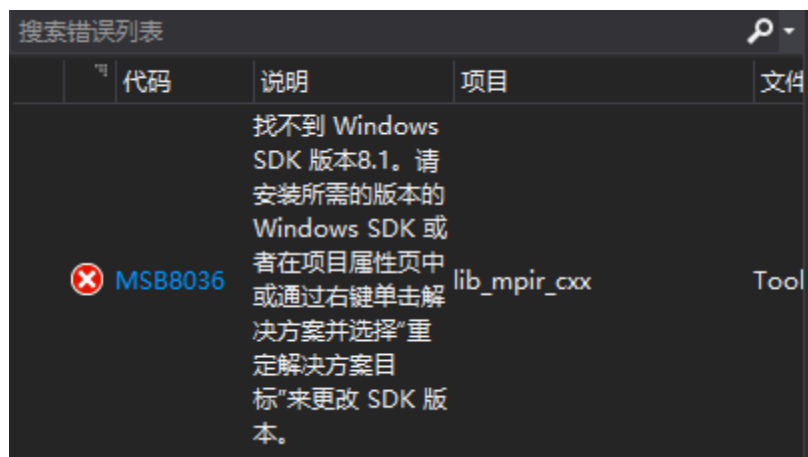 搜索错误列表
代码 说明 项目 文件
找不到 Windows
SDK 版本8.1。请
安装所需的版本的
Windows SDK 或
者在项目属性页中
或通过右键单击解
决方案并选择“重
定解决方案目
标”来更改 SDK 版
本。
MSB8036
lib_mpir_cxx
Tool